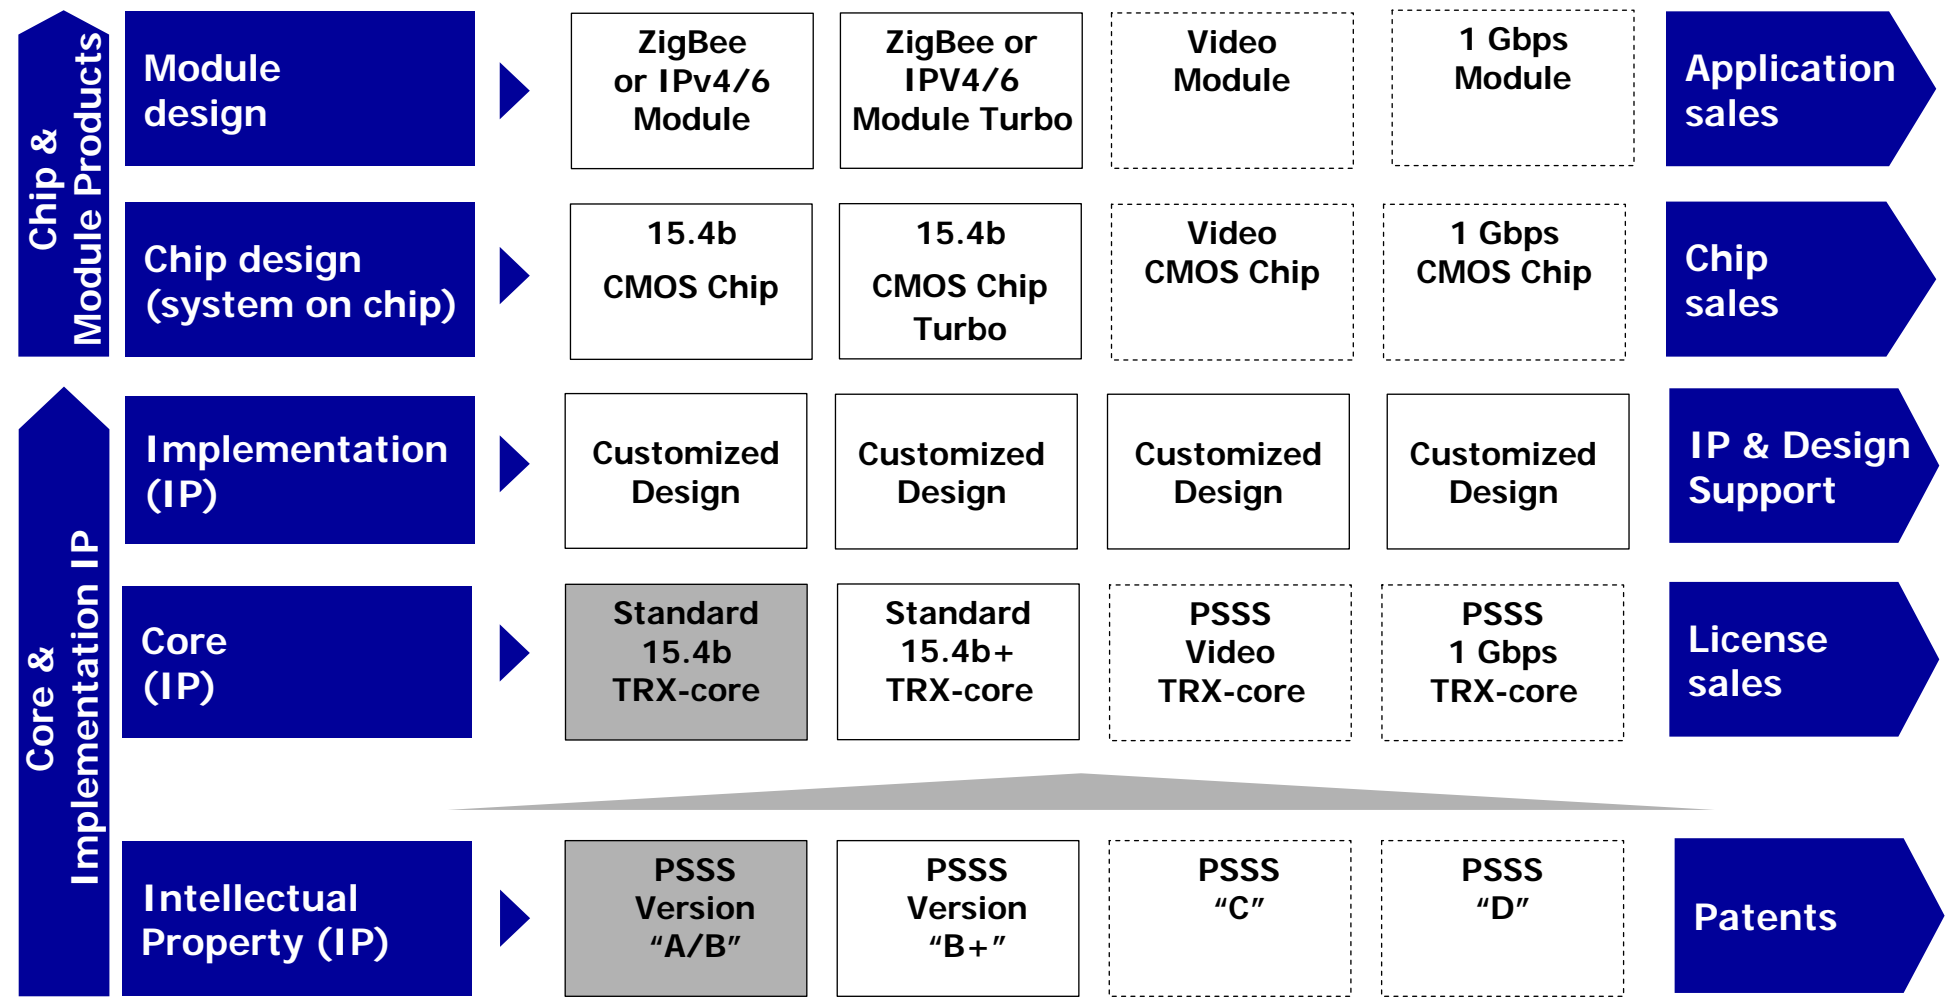 Chip &
Module Products
Module
design
ZigBee
or IPv4/6
Module
ZigBee or
IPV4/6
Module Turbo
Video
Module
1 Gbps
Module
Application
sales
Chip design
(system on chip)
15.4b
CMOS Chip
15.4b
CMOS Chip
Turbo
Video
CMOS Chip
1 Gbps
CMOS Chip
Chip
sales
Core &
Implementation IP
Implementation
(IP)
Customized
Design
Customized
Design
Customized
Design
Customized
Design
IP & Design
Support
Core
(IP)
Standard
15.4b
TRX-core
Standard
15.4b+
TRX-core
PSSS
Video
TRX-core
PSSS
1 Gbps
TRX-core
License
sales
Intellectual
Property (IP)
PSSS
Version
“A/B”
PSSS
Version
“B+”
PSSS
“C”
PSSS
“D”
Patents